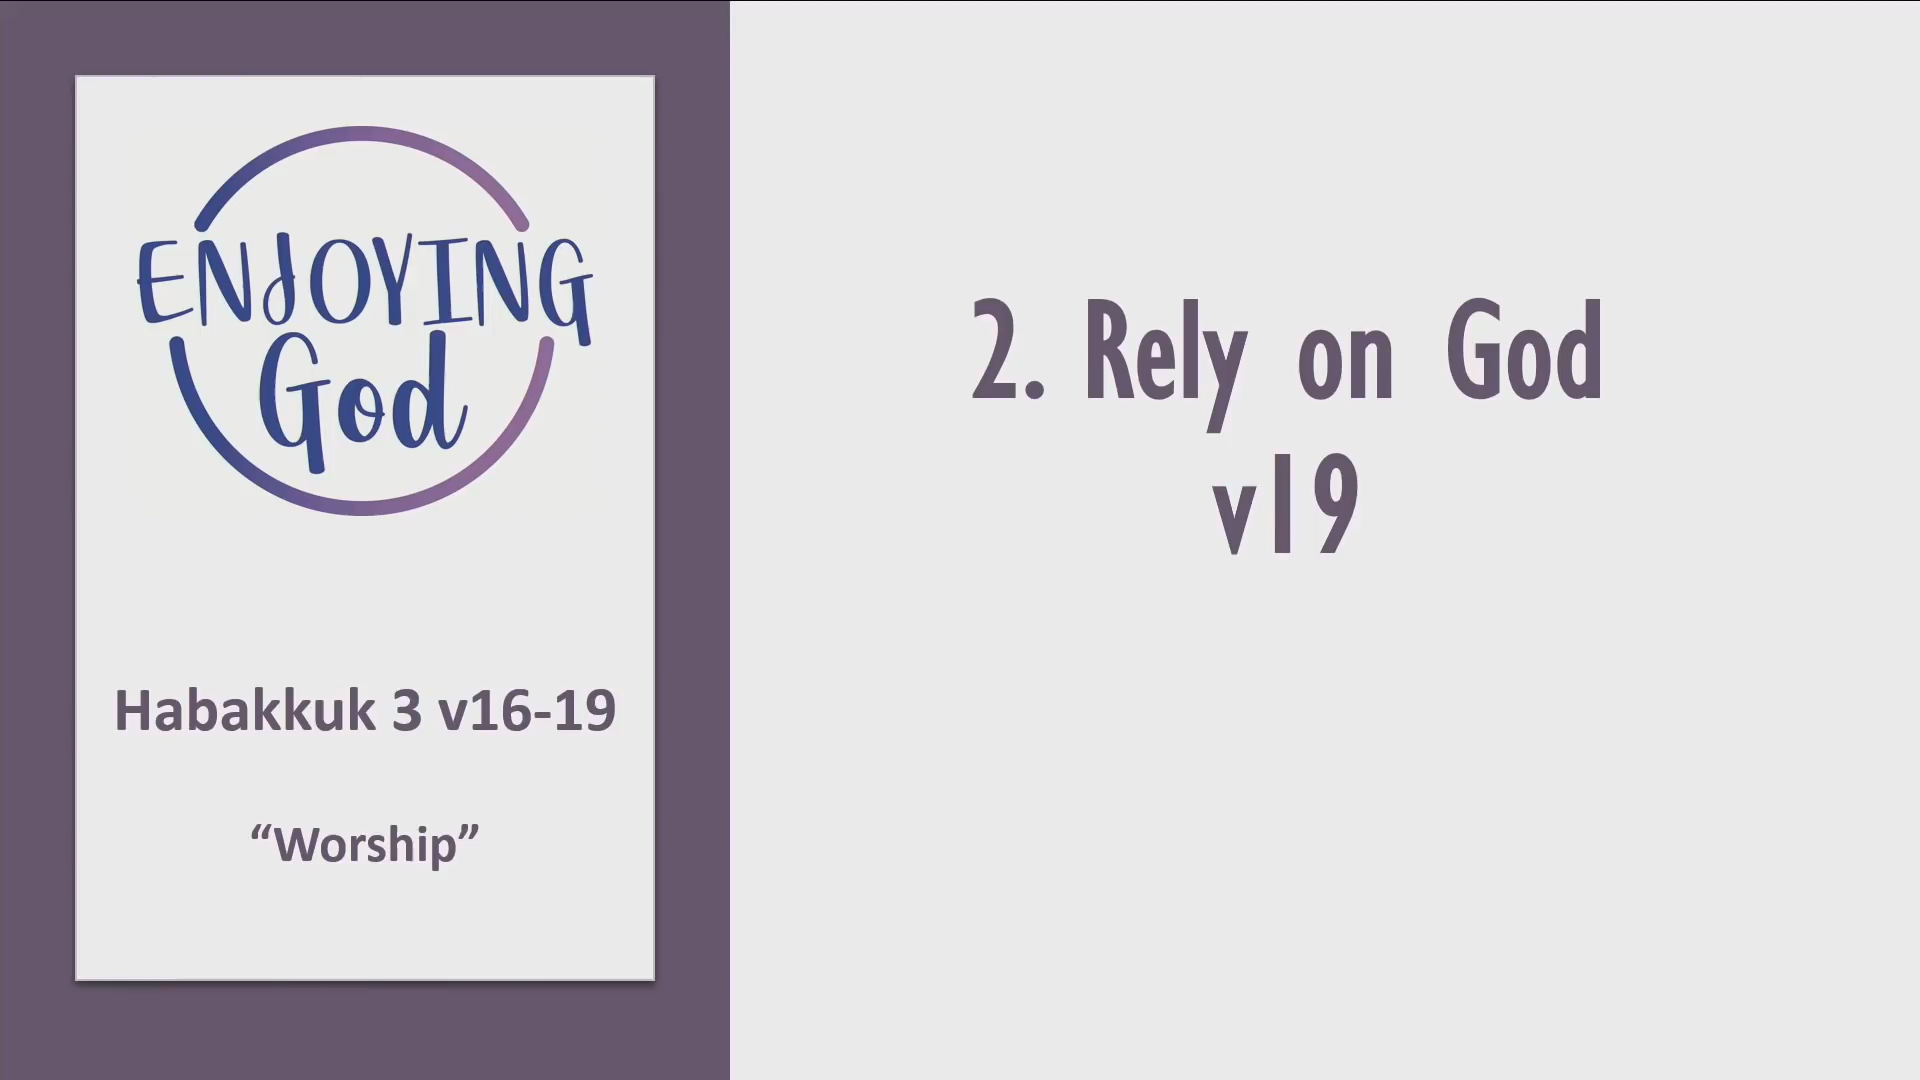 ENJOYING
God
Habakkuk 3 v16-19
“Worship”
2. Rely on God
v19